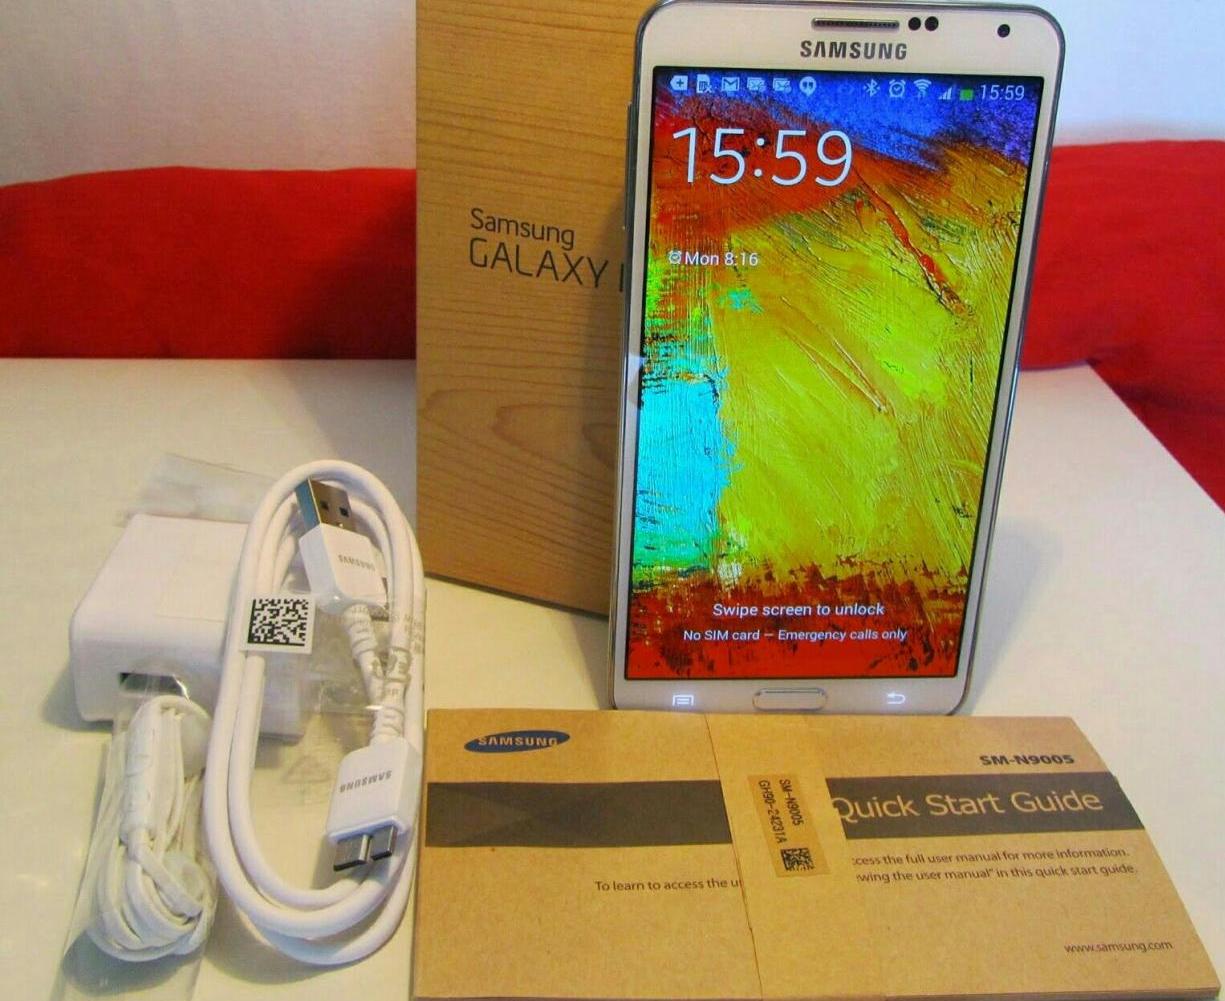 SAMSUNG
15:59
15:59
Mon 8:16
Swipe screen to unlock
No SIM card — Emergency calls only
Samsung
GALAXY
SAMSUNG
SAMSUNG
SAMSUNG
SM-N9005
Quick Start Guide
SM-N9005
GH90-24231A
To learn to access the
ccess the full user manual for more information.
wing the user manual" in this quick start guide.
www.samsung.com